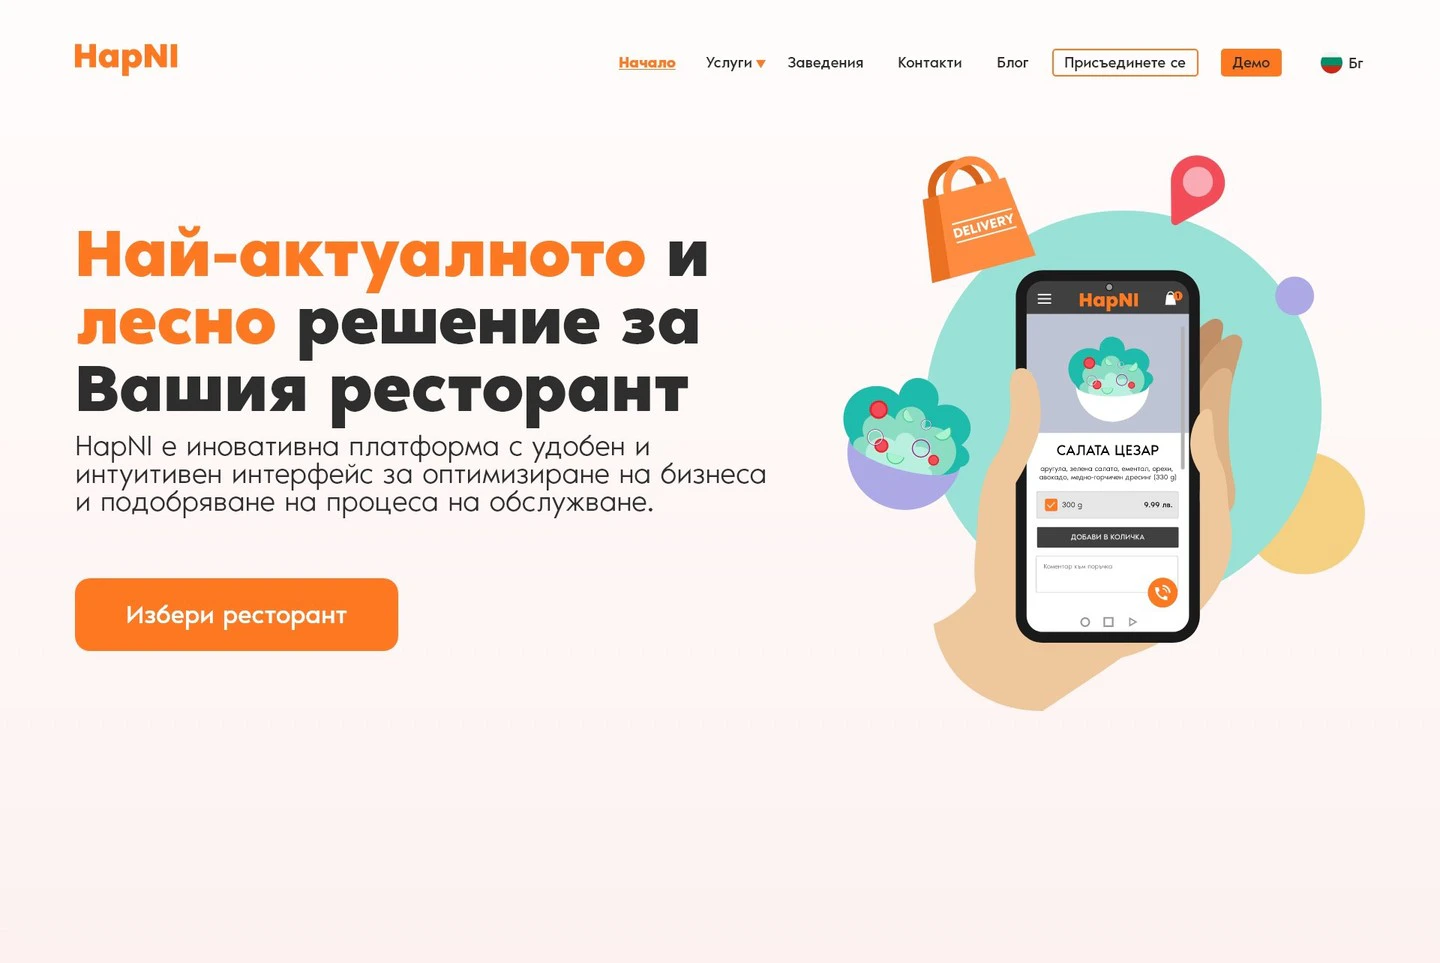 HapNI
Начало Услуги Заведения Контакти Блог Присъединете се Демо Бг
Най-актуалното и
лесно решение за
Вашия ресторант
HapNI е иновативна платформа с удобен и
интуитивен интерфейс за оптимизиране на бизнеса
и подобряване на процеса на обслужване.
Избери ресторант
DELIVERY
HapNI
1
САЛАТА ЦЕЗАР
аругула, зелена салата, ементал, орехи,
авокадо, медно-горчичен дресинг (330 g)
300 g 9.99 лв.
ДОБАВИ В КОЛИЧКА
Коментар към поръчка